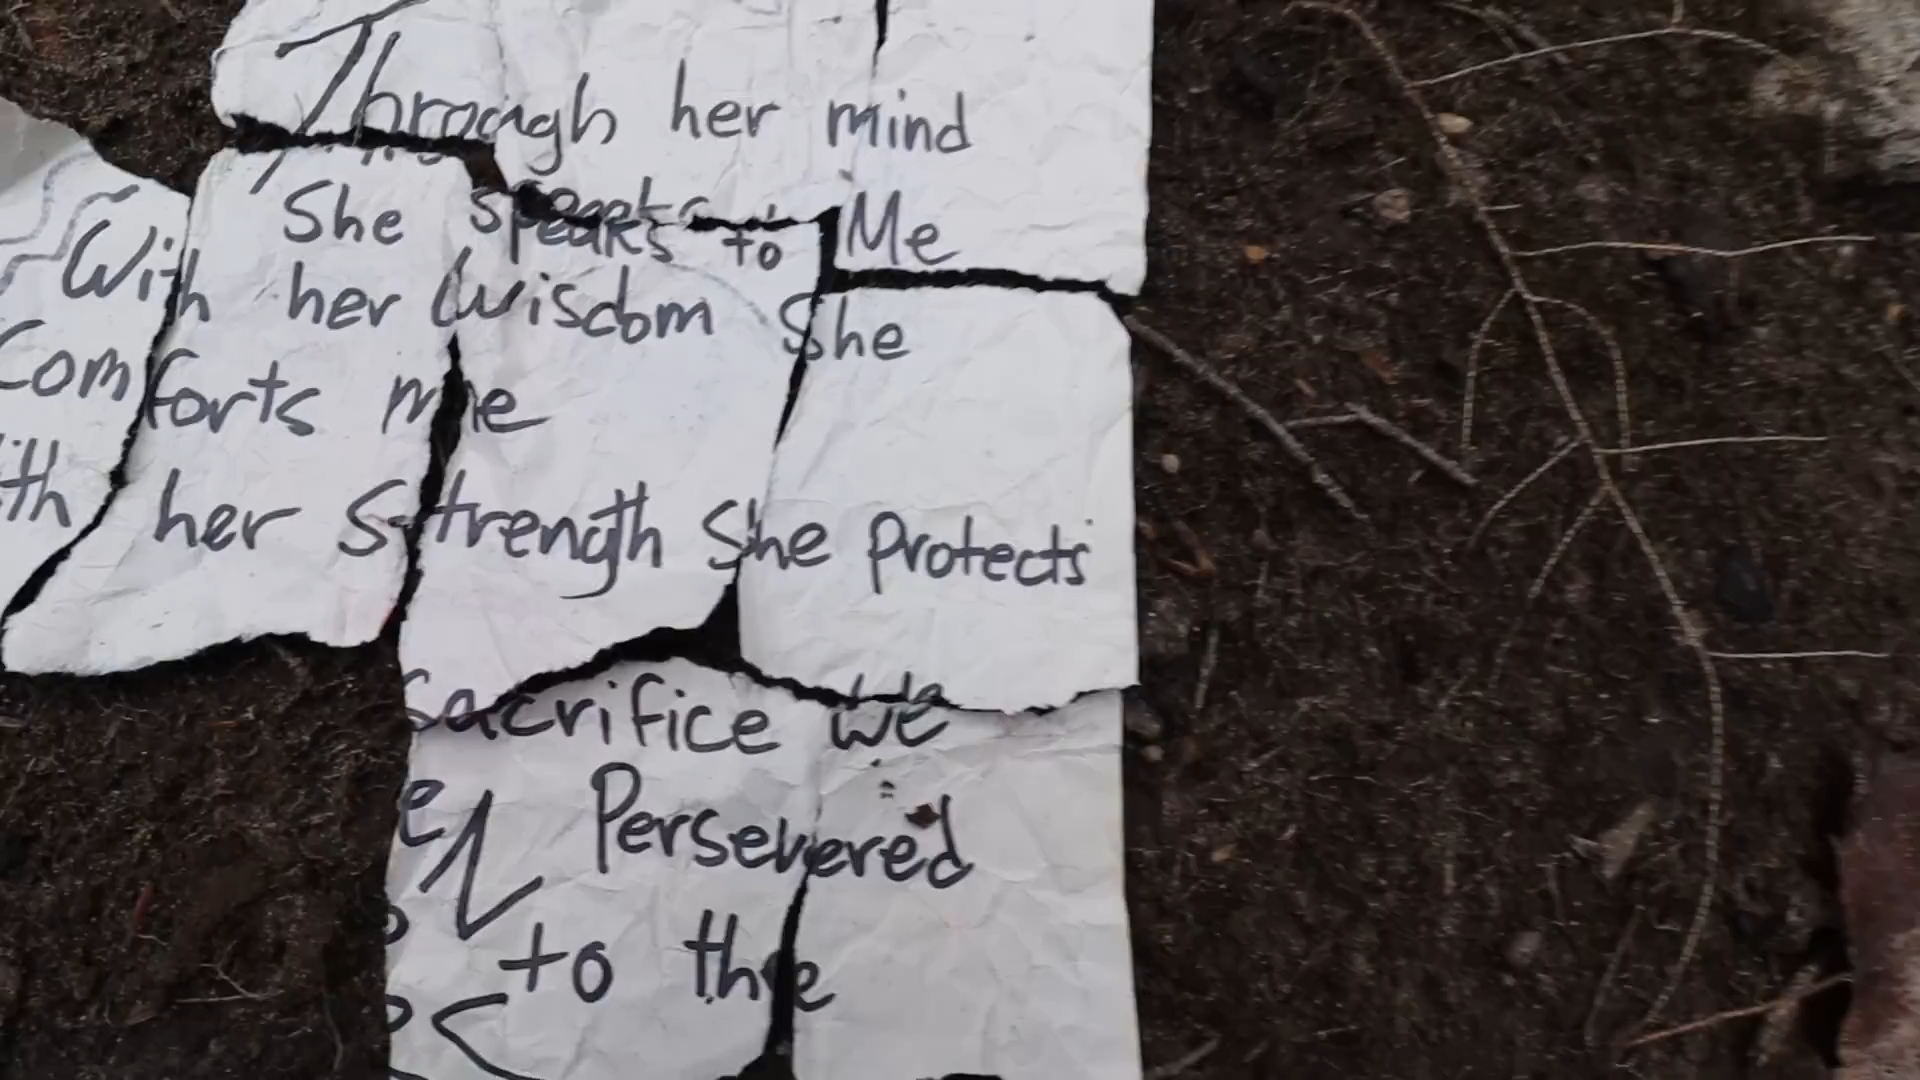 Through her mind
She speaks to Me
With her Wisdom She
Comforts me
ith her Strength She Protects
Sacrifice we
e Persevered
to the